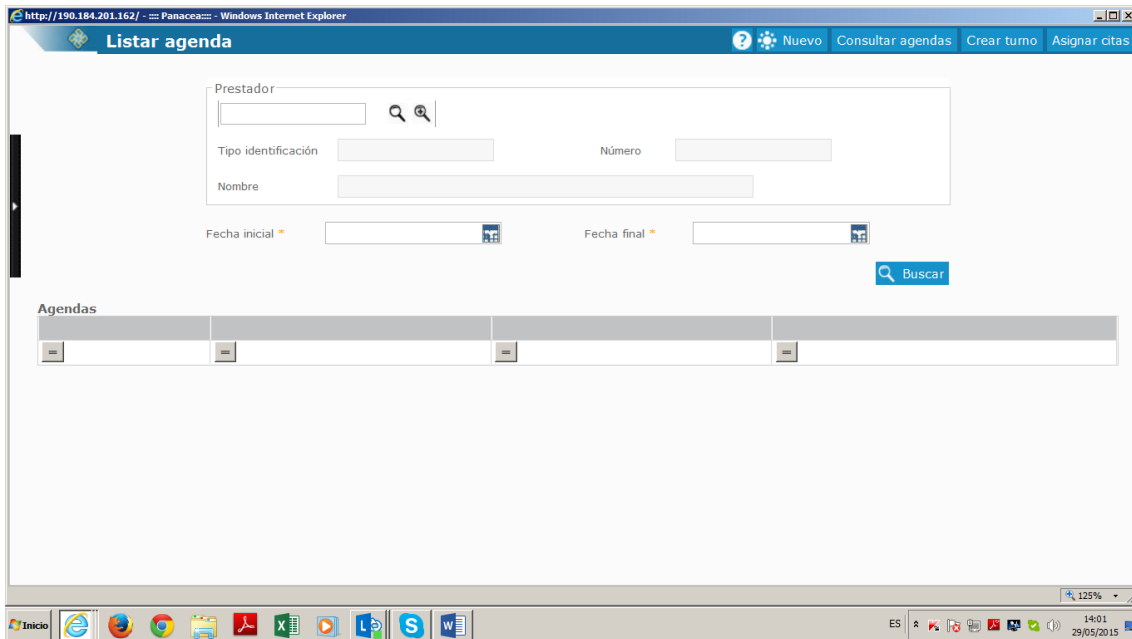 http://190.184.201.162/ - :::: Panacea:::: - Windows Internet Explorer
Listar agenda
? Nuevo Consultar agendas Crear turno Asignar citas
Prestador
Tipo identificación Número
Nombre
Fecha inicial * Fecha final *
Buscar
Agendas
= = = =
125%
Inicio ES 14:01
29/05/2015